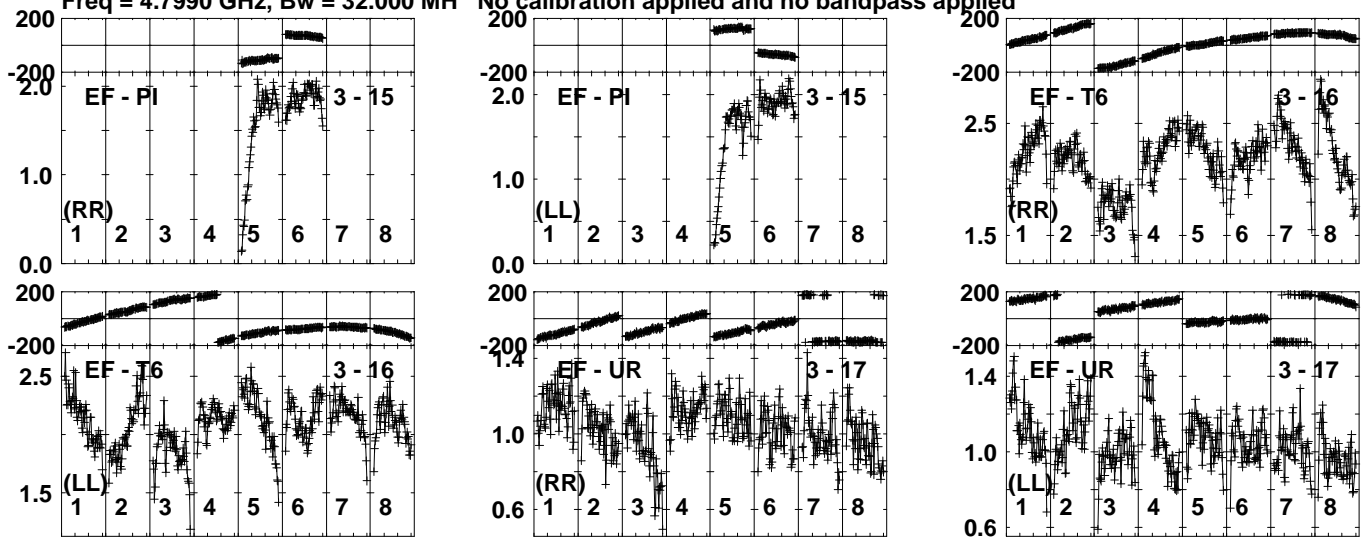 Freq = 4.7990 GHz, Bw = 32.000 MH No calibration applied and no bandpass applied
200
-200
2.0
1.0
0.0
EF - PI 3 - 15
(RR)
1 2 3 4 5 6 7 8
200
-200
2.0
1.0
0.0
EF - PI 3 - 15
(LL)
1 2 3 4 5 6 7 8
200
-200
2.5
1.5
EF - T6 3 - 16
(RR)
1 2 3 4 5 6 7 8
200
-200
2.5
1.5
EF - T6 3 - 16
(LL)
1 2 3 4 5 6 7 8
200
-200
1.4
1.0
0.6
EF - UR 3 - 17
(RR)
1 2 3 4 5 6 7 8
200
-200
1.4
1.0
0.6
EF - UR 3 - 17
(LL)
1 2 3 4 5 6 7 8